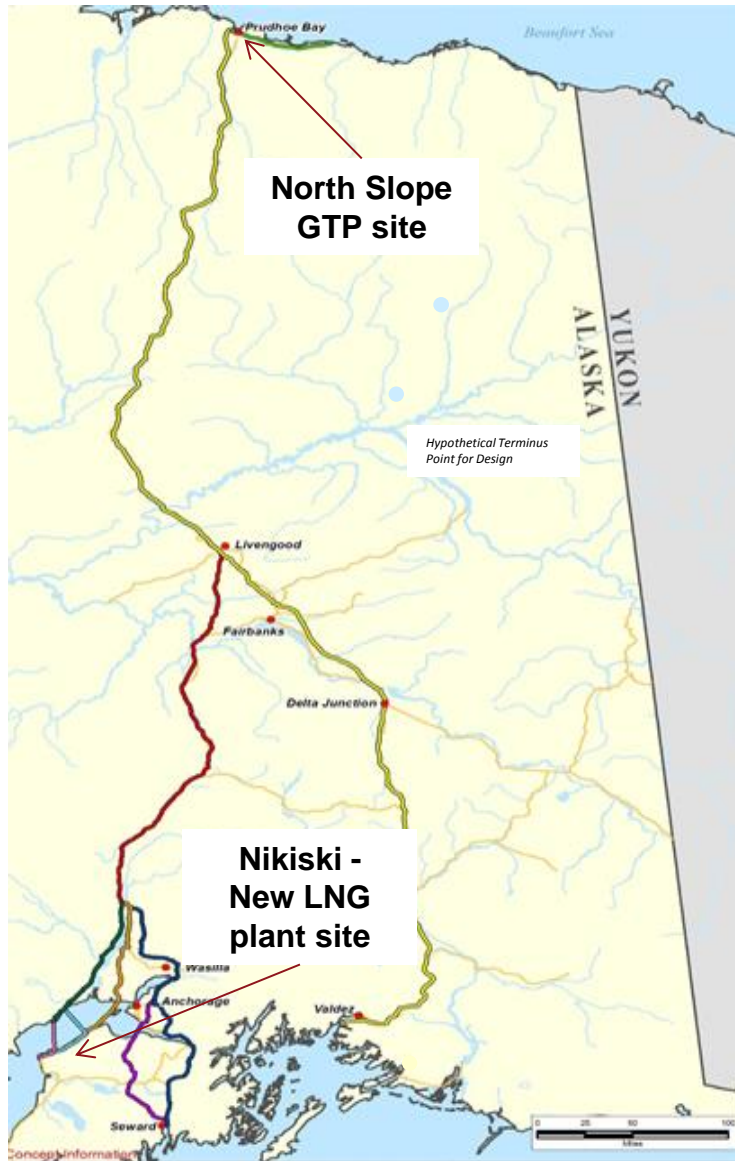 Prudhoe Bay
Beaufort Sea
North Slope
GTP site
YUKON
ALASKA
Hypothetical Terminus
Point for Design
Livengood
Fairbanks
Delta Junction
Nikiski -
New LNG
plant site
Wasilla
Anchorage
Valdez
Seward
0 25 50 100
Miles
Concept Information